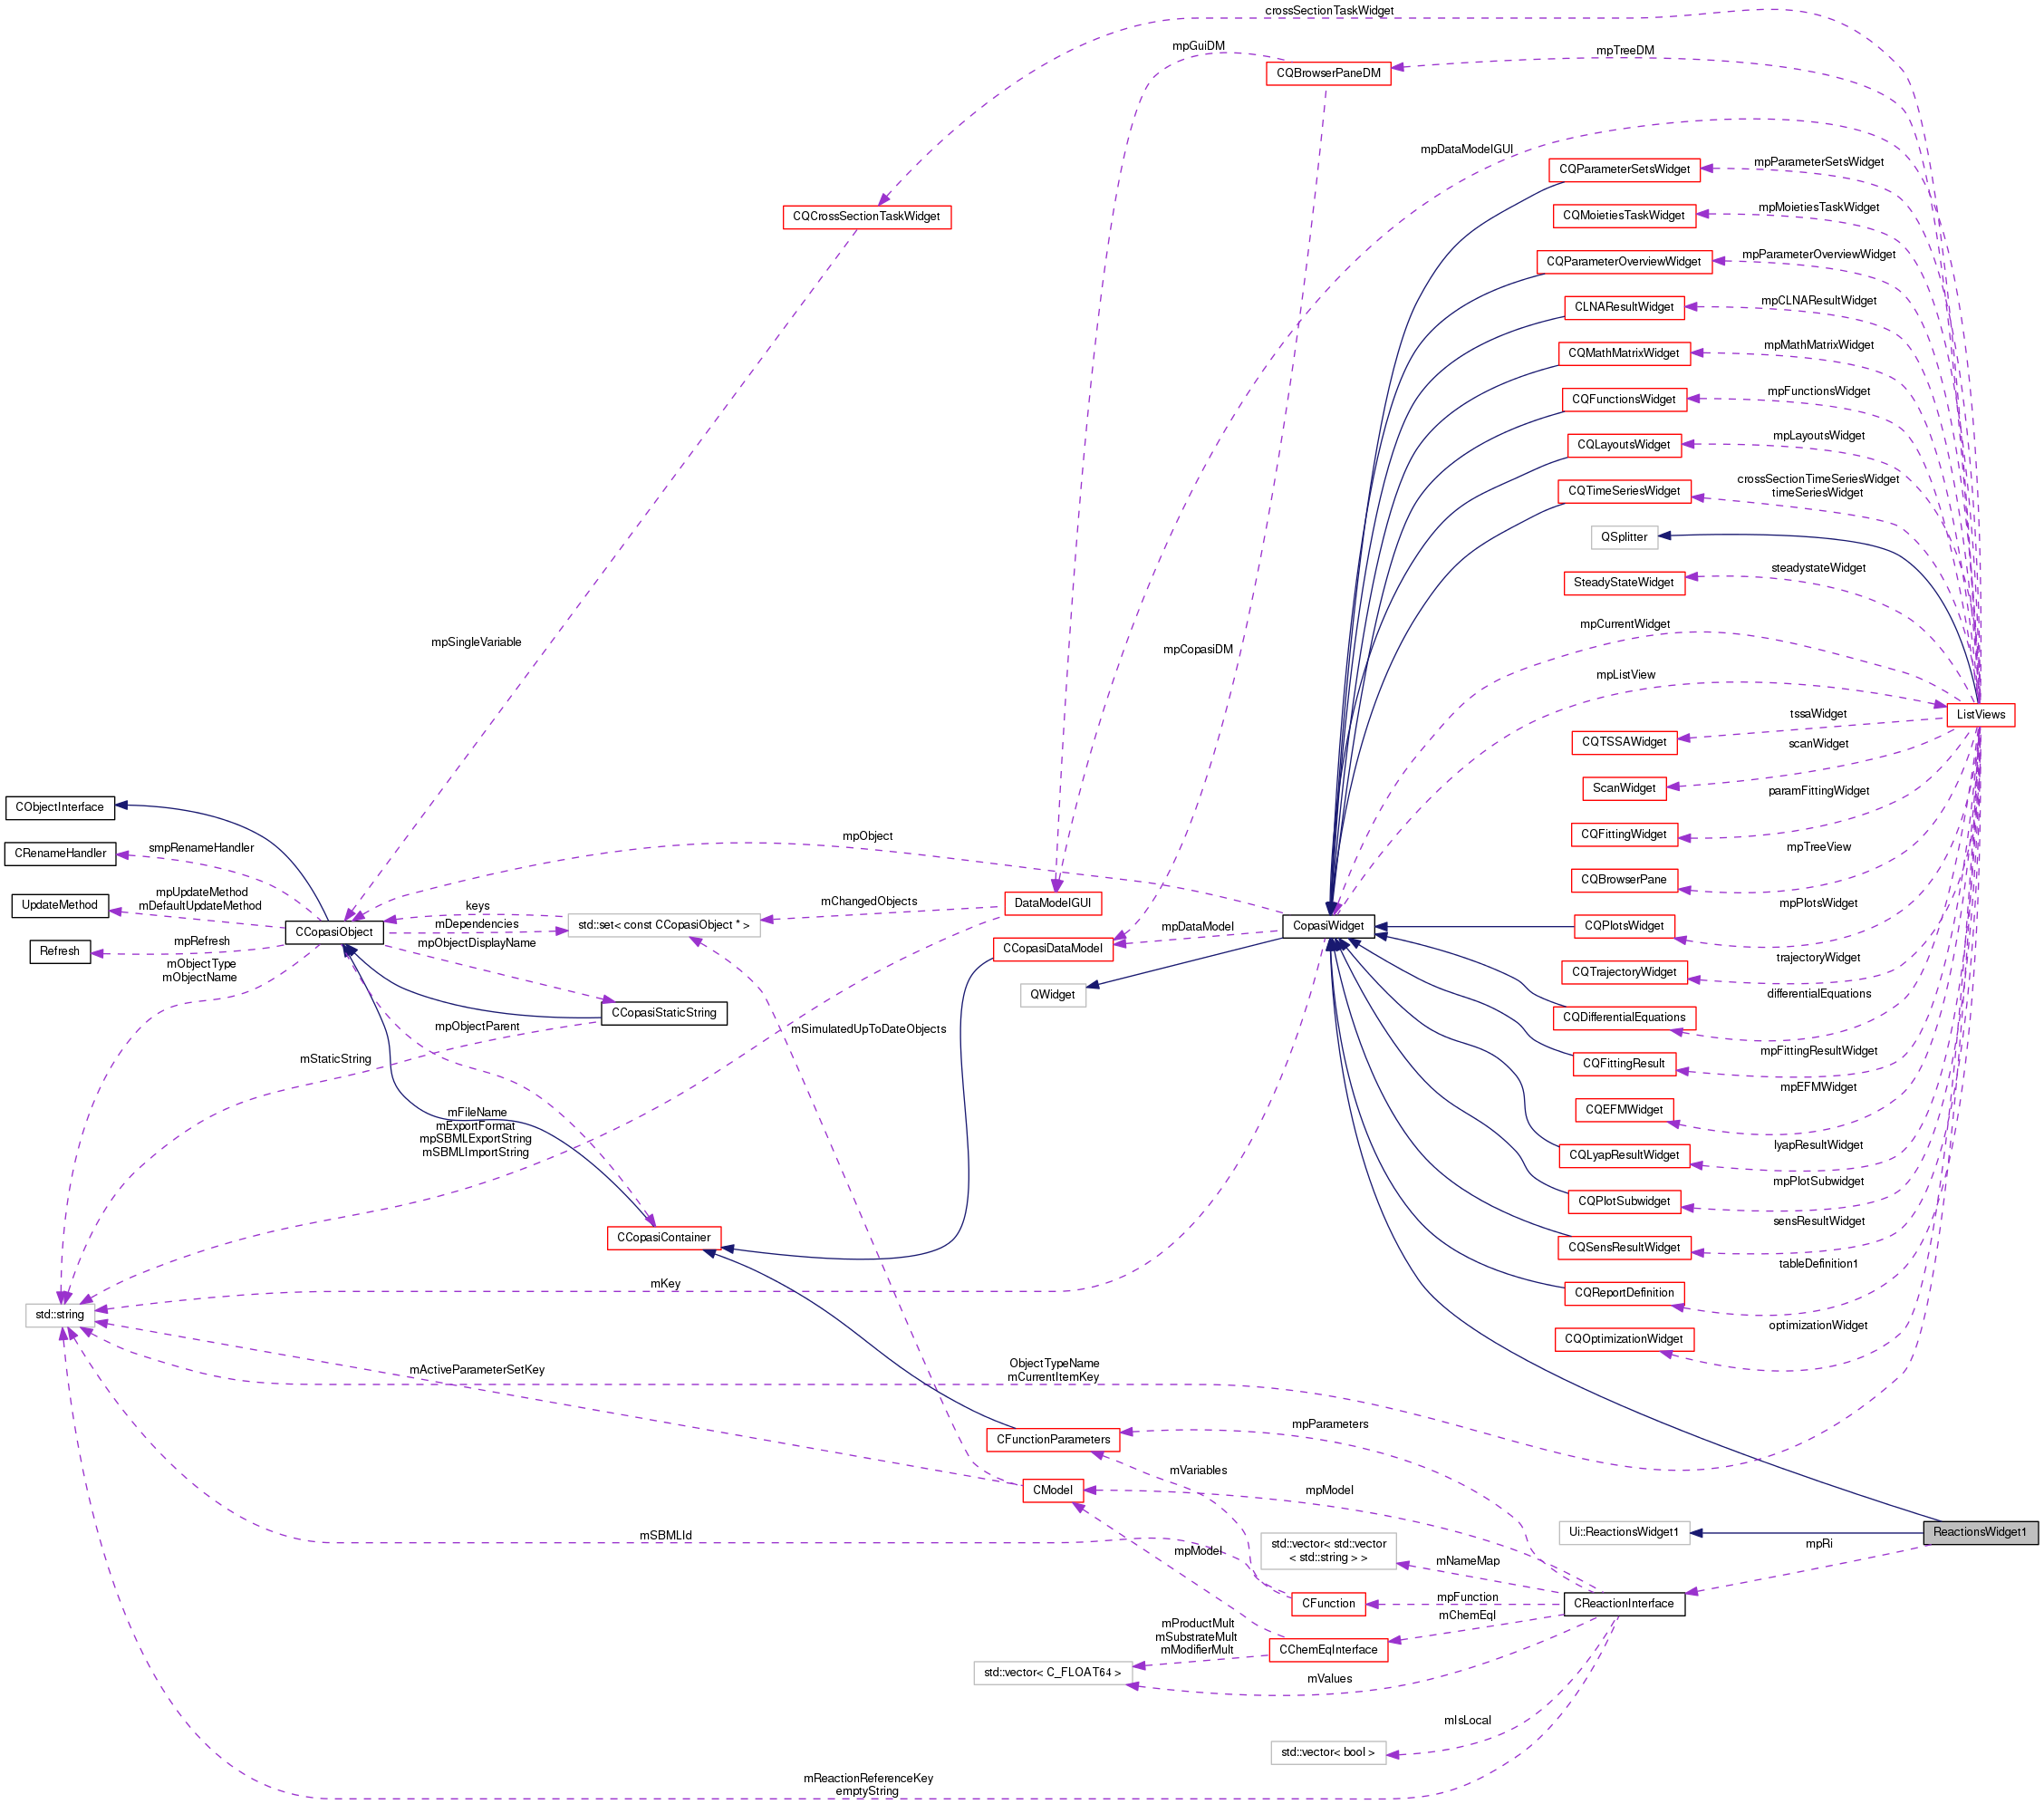 crossSectionTaskWidget
mpGuiDM
mpTreeDM
CQBrowserPaneDM
mpDataModelGUI
mpParameterSetsWidget
CQParameterSetsWidget
CQCrossSectionTaskWidget
CQMoietiesTaskWidget
mpMoietiesTaskWidget
CQParameterOverviewWidget
mpParameterOverviewWidget
CLNAResultWidget
mpCLNAResultWidget
CQMathMatrixWidget
mpMathMatrixWidget
CQFunctionsWidget
mpFunctionsWidget
CQLayoutsWidget
mpLayoutsWidget
CQTimeSeriesWidget
crossSectionTimeSeriesWidget
timeSeriesWidget
QSplitter
SteadyStateWidget
steadystateWidget
mpSingleVariable
mpCopasiDM
mpCurrentWidget
mpListView
ListViews
CQTSSAWidget
tssaWidget
ScanWidget
scanWidget
CQFittingWidget
paramFittingWidget
CQBrowserPane
mpTreeView
CObjectInterface
CRenameHandler
smpRenameHandler
UpdateMethod
mpUpdateMethod
mDefaultUpdateMethod
Refresh
mpRefresh
CCopasiObject
mObjectType
mObjectName
keys
mDependencies
mpObjectDisplayName
mpObject
std::set< const CCopasiObject * >
mChangedObjects
DataModelGUI
CCopasiDataModel
mpDataModel
CopasiWidget
QWidget
CQPlotsWidget
mpPlotsWidget
CQTrajectoryWidget
trajectoryWidget
CQDifferentialEquations
differentialEquations
CCopasiStaticString
mpObjectParent
mStaticString
mSimulatedUpToDateObjects
CQFittingResult
mpFittingResultWidget
CQEFMWidget
mpEFMWidget
mFileName
mExportFormat
mpSBMLExportString
mSBMLImportString
CQLyapResultWidget
lyapResultWidget
CQPlotSubwidget
mpPlotSubwidget
CCopasiContainer
CQSensResultWidget
sensResultWidget
CQReportDefinition
tableDefinition1
mKey
std::string
CQOptimizationWidget
optimizationWidget
mActiveParameterSetKey
ObjectTypeName
mCurrentItemKey
CFunctionParameters
mpParameters
mVariables
CModel
mpModel
mSBMLId
mpModel
std::vector< std::vector
< std::string > >
mNameMap
Ui::ReactionsWidget1
ReactionsWidget1
mpRi
CFunction
mpFunction
CReactionInterface
mChemEqI
CChemEqInterface
mProductMult
mSubstrateMult
mModifierMult
std::vector< C_FLOAT64 >
mValues
mIsLocal
std::vector< bool >
mReactionReferenceKey
emptyString